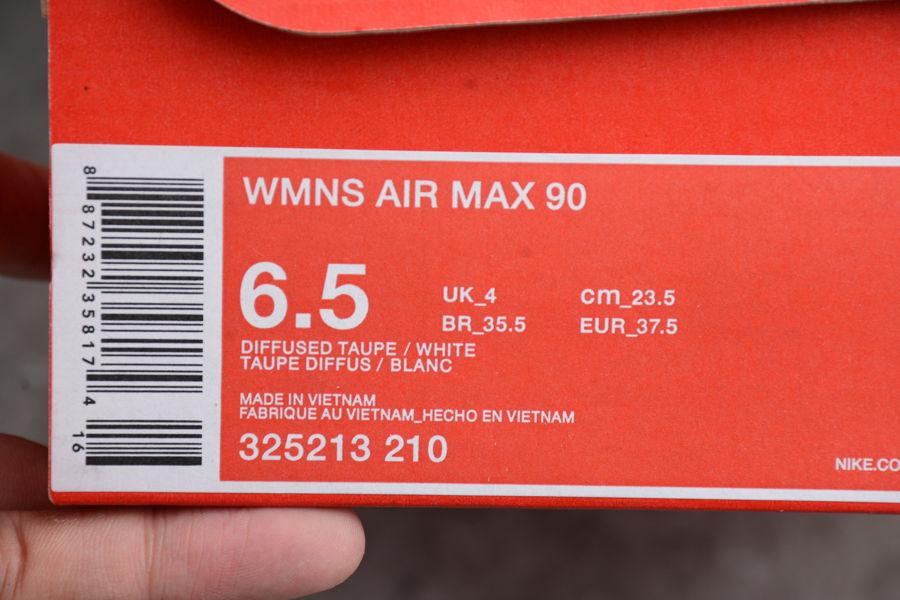 WMNS AIR MAX 90
6.5
UK_4 cm_23.5
BR_35.5 EUR_37.5
DIFFUSED TAUPE / WHITE
TAUPE DIFFUS / BLANC
MADE IN VIETNAM
FABRIQUE AU VIETNAM_HECHO EN VIETNAM
325213 210
NIKE.CO
8 87232 35817 4
16